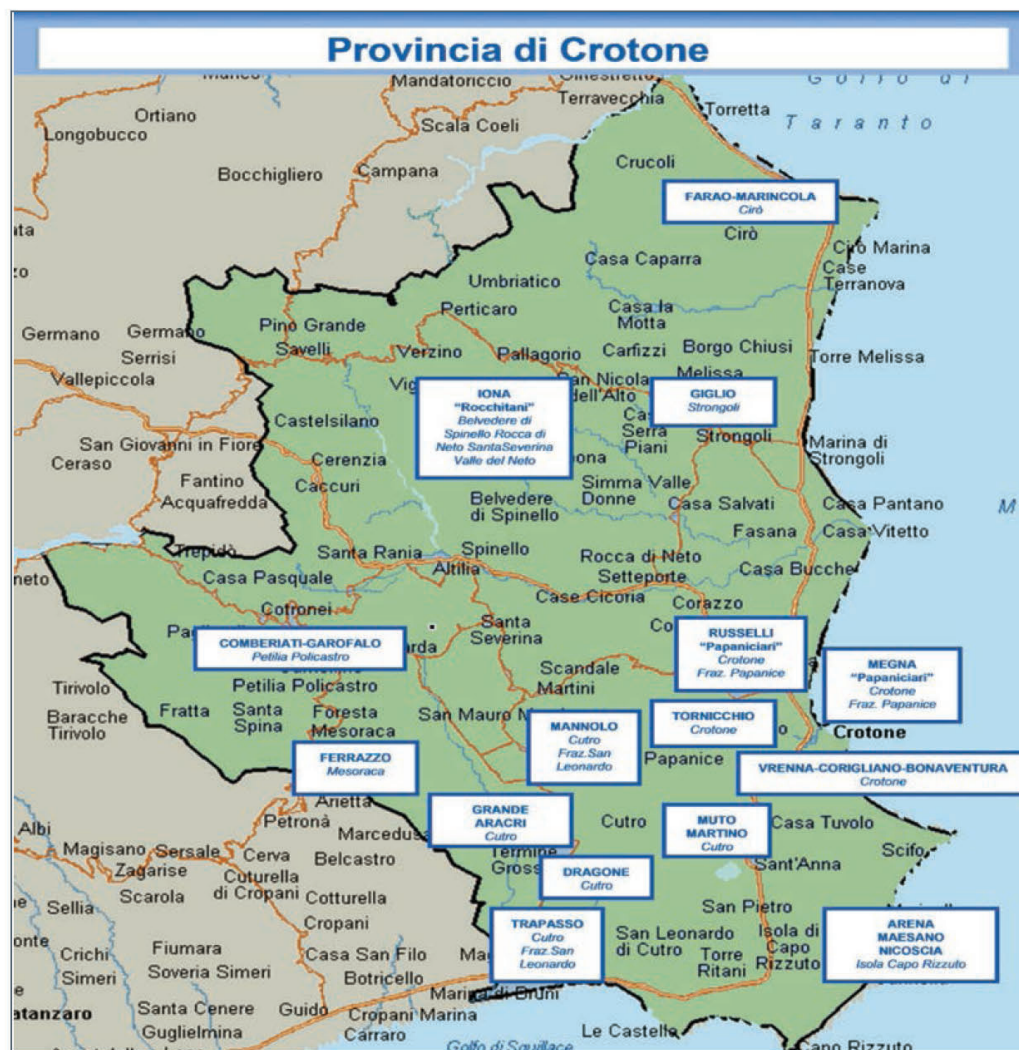 Provincia di Crotone
Mandatoriccio
Terravecchia
Golfo di
Taranto
Torretta
Ortiano
Longobucco
Scala Coeli
Bocchigliero
Campana
Crucoli
FARAO-MARINCOLA
Cirò
Cirò
Cirò Marina
Casa Caparra
Case
Terranova
Umbriatico
Perticaro
Casa la
Motta
Pino Grande
Savelli
Germano
Germano
Serrisi
Vallepiccola
Verzino
Pallagorio
Carfizzi
Borgo Chiusi
Melissa
Torre Melissa
IONA
"Rocchitani"
Belvedere di
Spinello Rocca di
Neto SantaSeverina
Valle del Neto
San Nicola
dell'Alto
GIGLIO
Strongoli
Castelsilano
Serra
Piani
Strongoli
Marina di
Strongoli
San Giovanni in Fiore
Ceraso
Cerenzia
Caccuri
Fantino
Acquafredda
Simma Valle
Donne
Belvedere
di Spinello
Casa Salvati
Casa Pantano
Fasana
Casa Vitetto
M
Trepidò
Santa Rania
Spinello
Altilia
Rocca di Neto
Setteporte
Casa Bucche
Casa Pasquale
Case Cicoria
Corazzo
Cotronei
Santa
Severina
COMBERIATI-GAROFALO
Petilia Policastro
RUSSELLI
"Papaniciari"
Crotone
Fraz. Papanice
MEGNA
"Papaniciari"
Crotone
Fraz. Papanice
Scandale
Martini
Tirivolo
Baracche
Tirivolo
Petilia Policastro
Fratta
Santa
Spina
Foresta
Mesoraca
San Mauro
MANNOLO
Cutro
Fraz.San
Leonardo
TORNICCHIO
Crotone
Crotone
Papanice
FERRAZZO
Mesoraca
VRENNA-CORIGLIANO-BONAVENTURA
Crotone
Arietta
Petronà
Marcedusa
GRANDE
ARACRI
Cutro
Cutro
MUTO
MARTINO
Cutro
Casa Tuvolo
Scifo
Albi
Magisano
Sersale
Zagarise
Cerva
Cuturella
di Cropani
Belcastro
Termine
Grosso
Sant'Anna
DRAGONE
Cutro
Scarola
Cotturella
Sellia
Cropani
San Pietro
TRAPASSO
Cutro
Fraz.San
Leonardo
San Leonardo
di Cutro
Torre
Ritani
Isola di
Capo
Rizzuto
ARENA
MAESANO
NICOSCIA
Isola Capo Rizzuto
Crichi
Simeri
Fiumara
Soveria Simeri
Casa San Filo
Botricello
Marina di Bruni
Santa Cenere
Guglielmina
Guido
Cropani Marina
Carraro
Le Castella
Capo Rizzuto
Golfo di Squillace